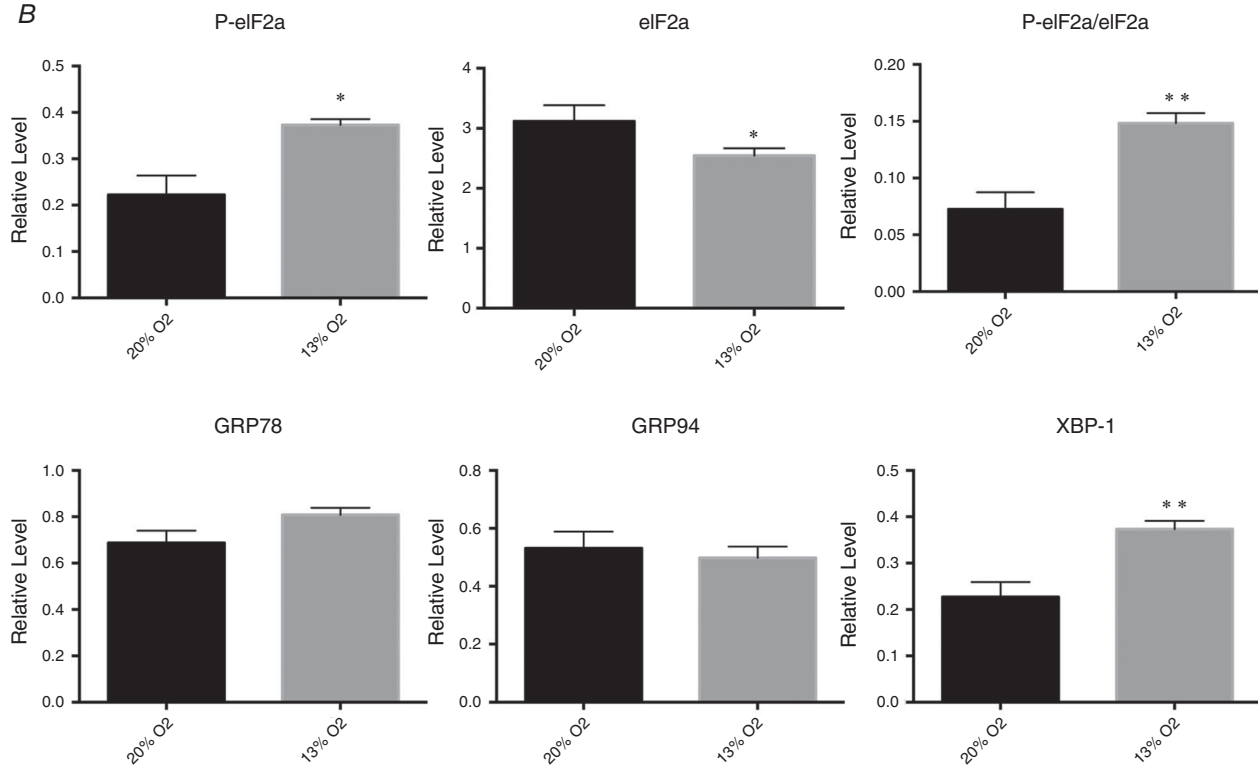 B
P-eIF2a
Relative Level
0.5
0.4
0.3
0.2
0.1
0.0
*
20% O2
13% O2
eIF2a
Relative Level
4
3
2
1
0
*
20% O2
13% O2
P-eIF2a/eIF2a
Relative Level
0.20
0.15
0.10
0.05
0.00
* *
20% O2
13% O2
GRP78
Relative Level
1.0
0.8
0.6
0.4
0.2
0.0
20% O2
13% O2
GRP94
Relative Level
0.8
0.6
0.4
0.2
0.0
20% O2
13% O2
XBP-1
Relative Level
0.5
0.4
0.3
0.2
0.1
0.0
* *
20% O2
13% O2